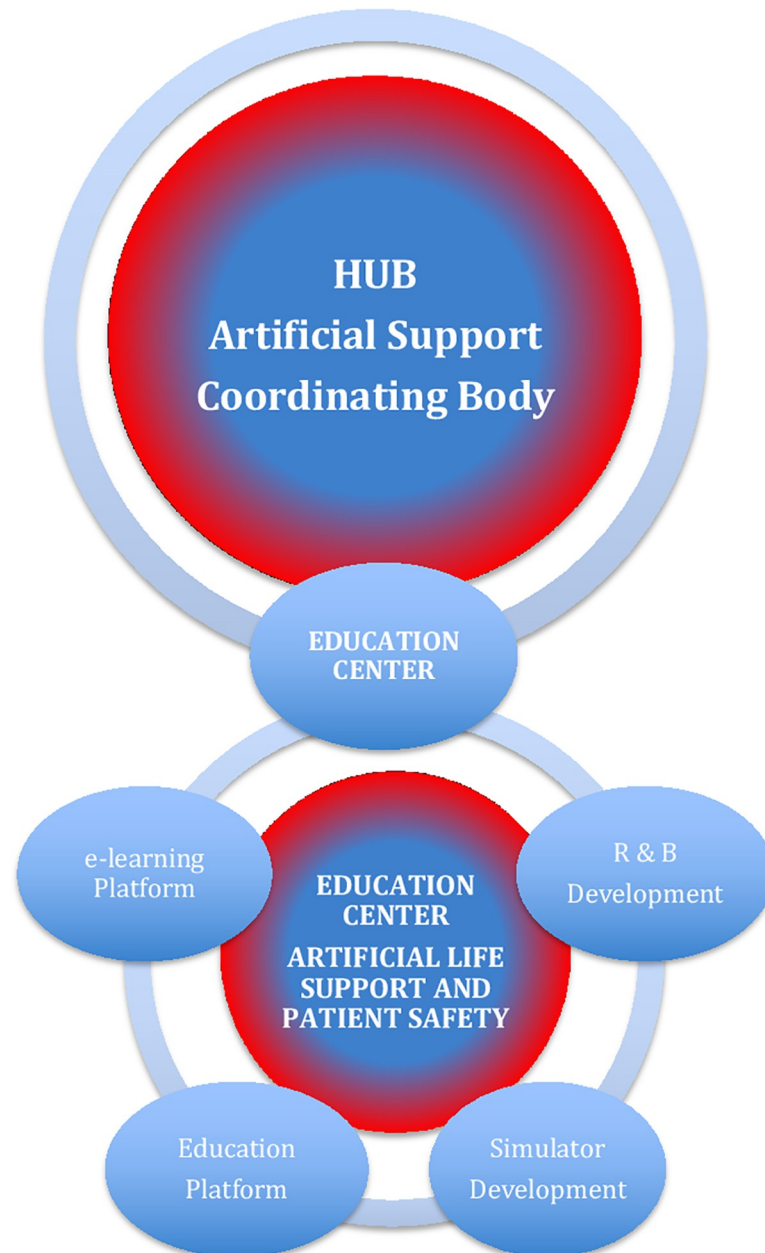 HUB
Artificial Support
Coordinating Body
EDUCATION
CENTER
e-learning
Platform
R & B
Development
EDUCATION
CENTER
ARTIFICIAL LIFE
SUPPORT AND
PATIENT SAFETY
Education
Platform
Simulator
Development